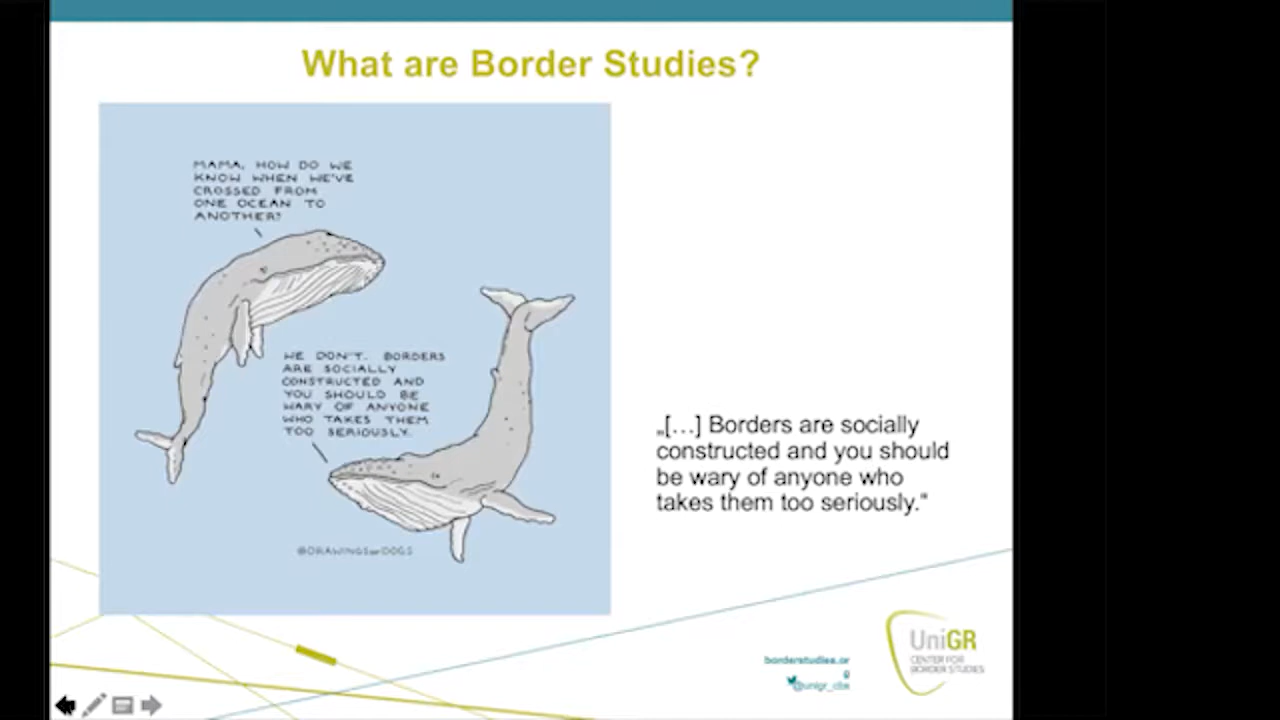 What are Border Studies?
MAMA, HOW DO WE
KNOW WHEN WE'VE
CROSSED FROM
ONE OCEAN TO
ANOTHER?
WE DON'T. BORDERS
ARE SOCIALLY
CONSTRUCTED AND
YOU SHOULD BE
WARY OF ANYONE
WHO TAKES THEM
TOO SERIOUSLY.
@DRAWINGSOFDOGS
„[…] Borders are socially
constructed and you should
be wary of anyone who
takes them too seriously.“
borderstudies.or
g
@unigr_cbs
UniGR
CENTER FOR
BORDER STUDIES